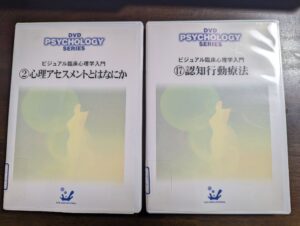 DVD
PSYCHOLOGY
SERIES
ビジュアル臨床心理学入門
②心理アセスメントとはなにか
DVD
PSYCHOLOGY
SERIES
ビジュアル臨床心理学入門
⑰認知行動療法